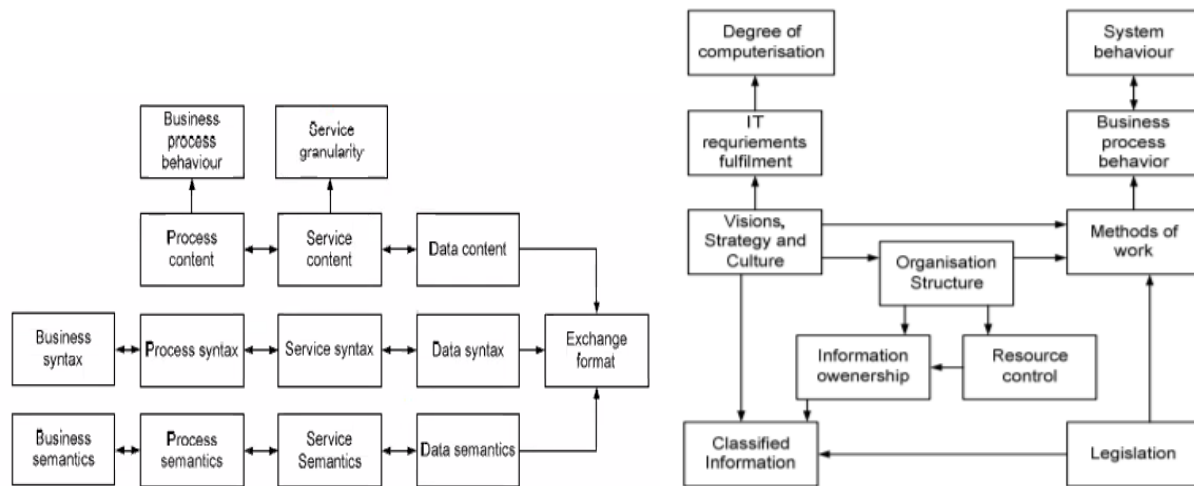 Business
process
behaviour
Service
granularity
Process
content
Service
content
Data content
Business
syntax
Process syntax
Service syntax
Data syntax
Exchange
format
Business
semantics
Process
semantics
Service
Semantics
Data semantics
Degree of
computerisation
System
behaviour
IT
requriements
fulfilment
Business
process
behavior
Visions,
Strategy and
Culture
Methods of
work
Organisation
Structure
Information
owenership
Resource
control
Classified
Information
Legislation